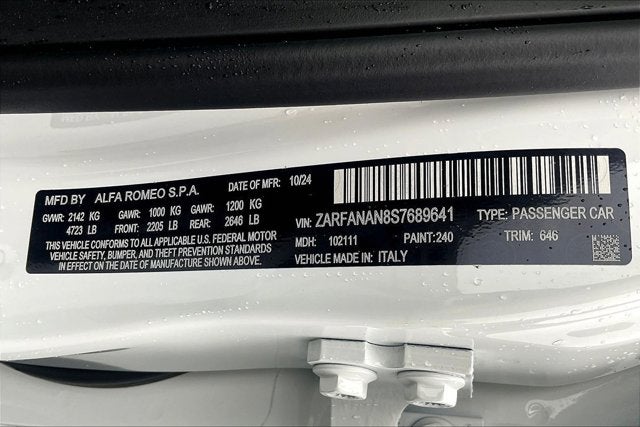 MFD BY ALFA ROMEO S.P.A. DATE OF MFR: 10/24
GVWR: 2142 KG GAWR: 1000 KG GAWR: 1200 KG
4723 LB FRONT: 2205 LB REAR: 2646 LB
THIS VEHICLE CONFORMS TO ALL APPLICABLE U.S. FEDERAL MOTOR
VEHICLE SAFETY, BUMPER, AND THEFT PREVENTION STANDARDS
IN EFFECT ON THE DATE OF MANUFACTURE SHOWN ABOVE.
VIN: ZARFANAN8S7689641 TYPE: PASSENGER CAR
MDH: 102111 PAINT: 240 TRIM: 646
VEHICLE MADE IN: ITALY